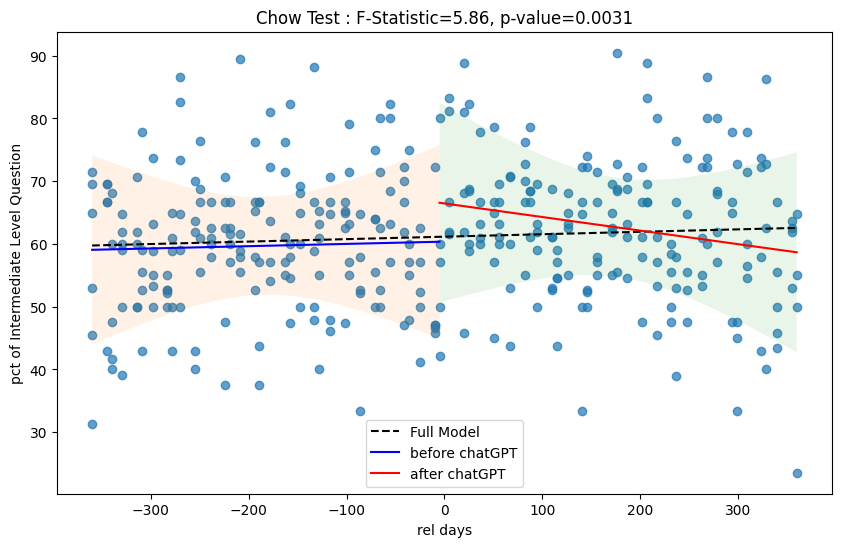 Chow Test : F-Statistic=5.86, p-value=0.0031
pct of Intermediate Level Question
90
80
70
60
50
40
30
Full Model
before chatGPT
after chatGPT
−300
−200
−100
0
100
200
300
rel days